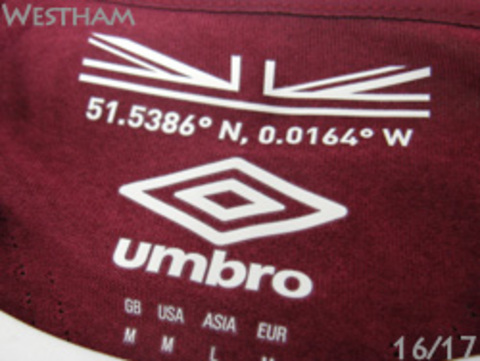 WESTHAM
51.5386° N, 0.0164° W
umbro
GB USA ASIA EUR
M M L M
16/17